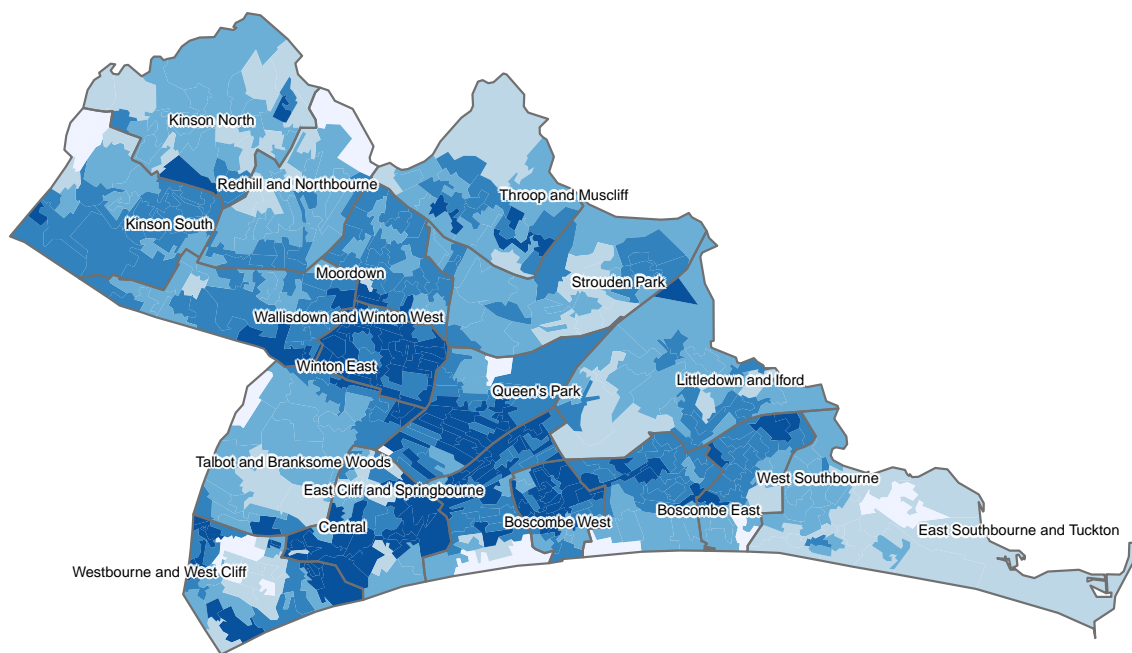 Kinson North
Redhill and Northbourne
Throop and Muscliff
Kinson South
Moordown
Strouden Park
Wallisdown and Winton West
Winton East
Queen's Park
Littledown and Iford
Talbot and Branksome Woods
West Southbourne
East Cliff and Springbourne
Boscombe East
Central
Boscombe West
East Southbourne and Tuckton
Westbourne and West Cliff